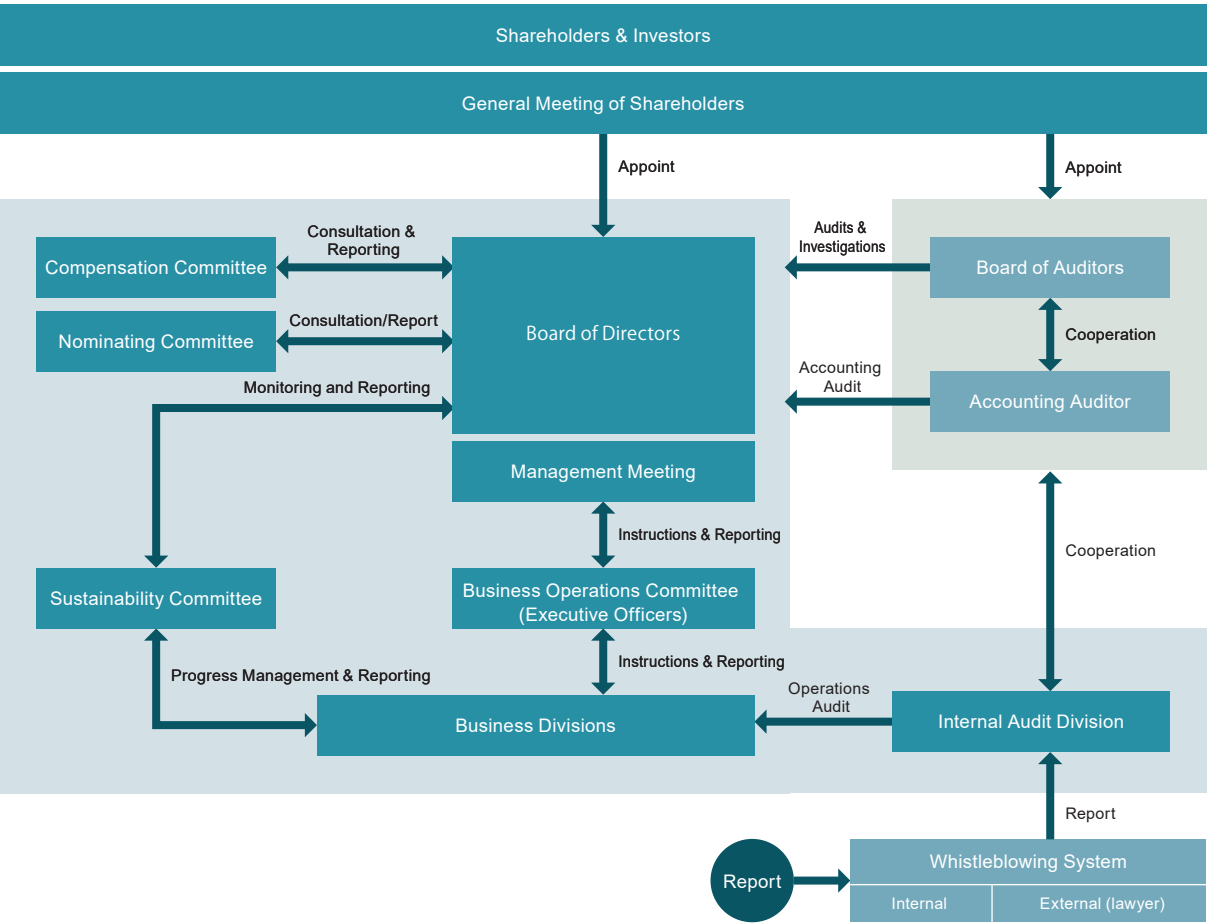 Shareholders & Investors
General Meeting of Shareholders
Appoint
Appoint
Consultation &
Reporting
Audits &
Investigations
Compensation Committee
Board of Auditors
Nominating Committee
Consultation/Report
Board of Directors
Cooperation
Monitoring and Reporting
Accounting
Audit
Accounting Auditor
Management Meeting
Instructions & Reporting
Cooperation
Sustainability Committee
Business Operations Committee
(Executive Officers)
Instructions & Reporting
Progress Management & Reporting
Operations
Audit
Business Divisions
Internal Audit Division
Report
Report
Whistleblowing System
Internal
External (lawyer)